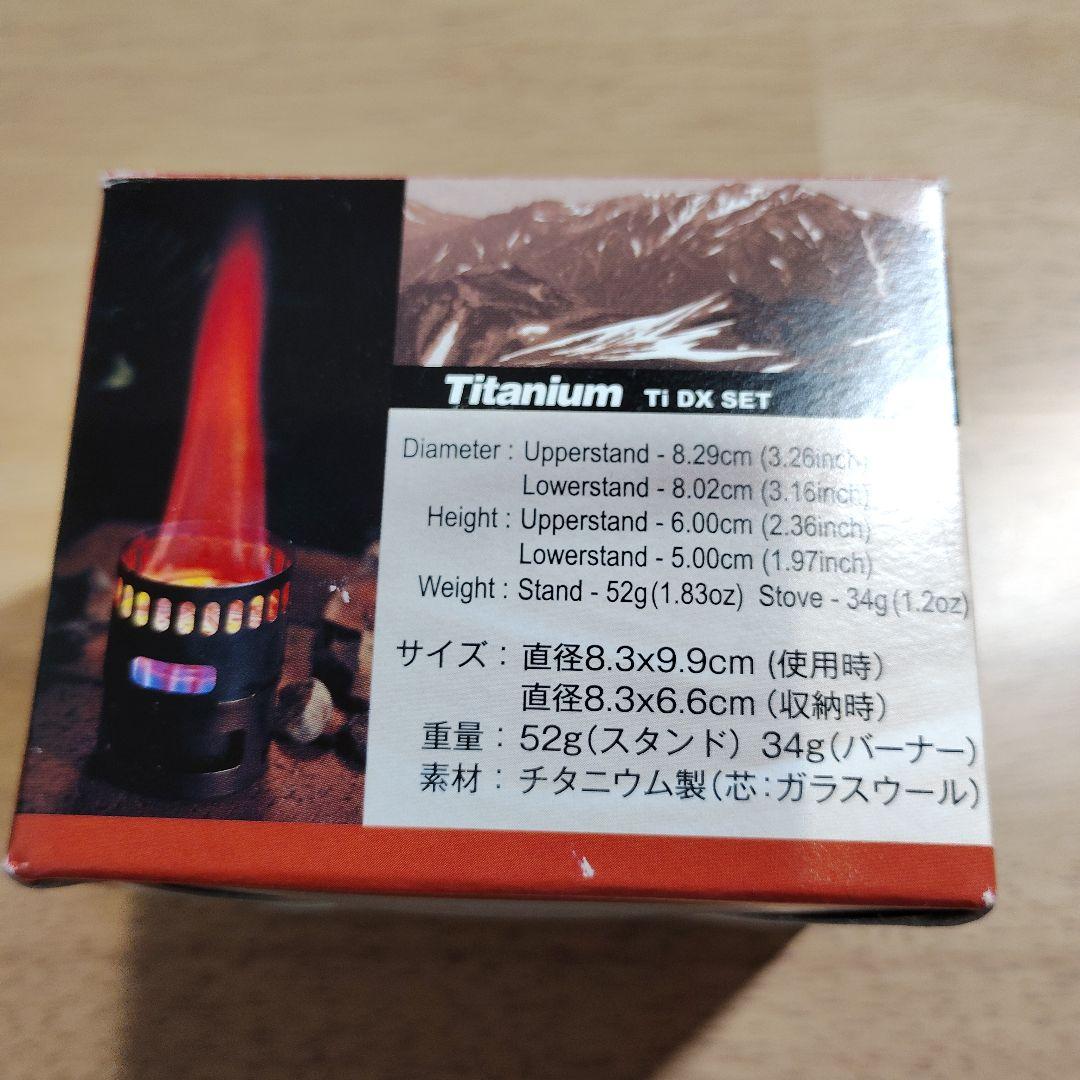 Titanium Ti DX SET
Diameter : Upperstand - 8.29cm (3.26inch)
Lowerstand - 8.02cm (3.16inch)
Height : Upperstand - 6.00cm (2.36inch)
Lowerstand - 5.00cm (1.97inch)
Weight : Stand - 52g(1.83oz) Stove - 34g(1.2oz)
サイズ : 直径8.3x9.9cm (使用時)
直径8.3x6.6cm (収納時)
重量 : 52g(スタンド) 34g(バーナー)
素材 : チタニウム製(芯:ガラスウール)